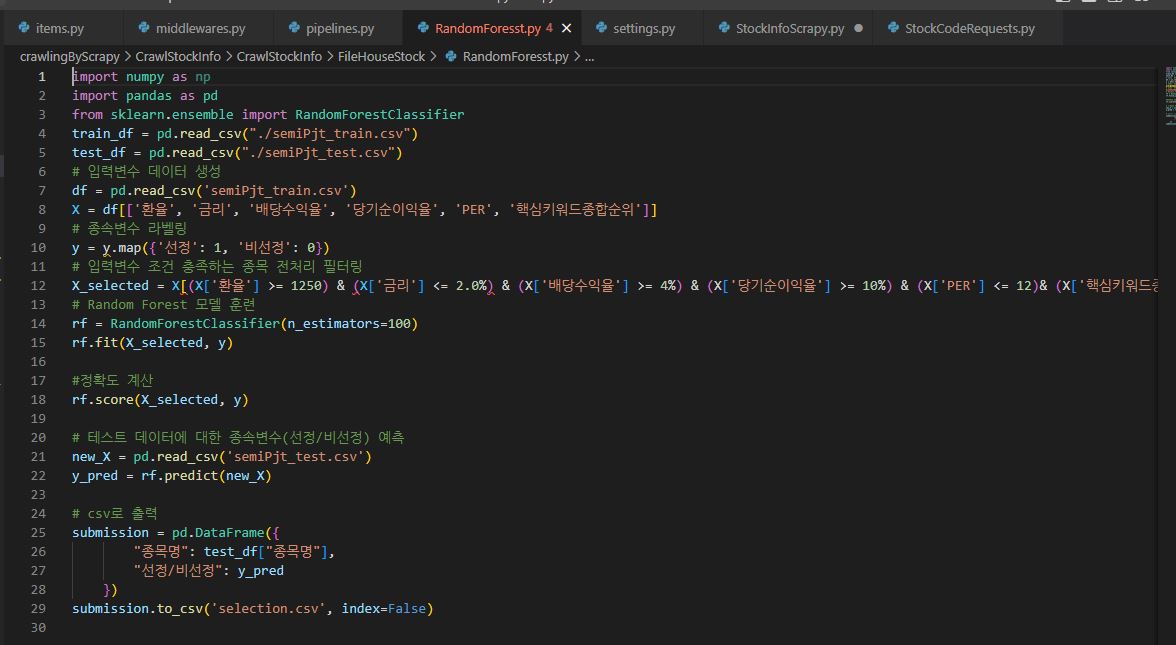 items.py middlewares.py pipelines.py RandomForesst.py 4 settings.py StockInfoScrapy.py StockCodeRequests.py
crawlingByScrapy > CrawlStockInfo > CrawlStockInfo > FileHouseStock > RandomForesst.py > ...
1 import numpy as np
2 import pandas as pd
3 from sklearn.ensemble import RandomForestClassifier
4 train_df = pd.read_csv("./semiPjt_train.csv")
5 test_df = pd.read_csv("./semiPjt_test.csv")
6 # 입력변수 데이터 생성
7 df = pd.read_csv('semiPjt_train.csv')
8 X = df[['환율', '금리', '배당수익율', '당기순이익율', 'PER', '핵심키워드종합순위']]
9 # 종속변수 라벨링
10 y = y.map({'선정': 1, '비선정': 0})
11 # 입력변수 조건 충족하는 종목 전처리 필터링
12 X_selected = X[(X['환율'] >= 1250) & (X['금리'] <= 2.0%) & (X['배당수익율'] >= 4%) & (X['당기순이익율'] >= 10%) & (X['PER'] <= 12)& (X['핵심키워드종
13 # Random Forest 모델 훈련
14 rf = RandomForestClassifier(n_estimators=100)
15 rf.fit(X_selected, y)
16
17 #정확도 계산
18 rf.score(X_selected, y)
19
20 # 테스트 데이터에 대한 종속변수(선정/비선정) 예측
21 new_X = pd.read_csv('semiPjt_test.csv')
22 y_pred = rf.predict(new_X)
23
24 # csv로 출력
25 submission = pd.DataFrame({
26 "종목명": test_df["종목명"],
27 "선정/비선정": y_pred
28 })
29 submission.to_csv('selection.csv', index=False)
30